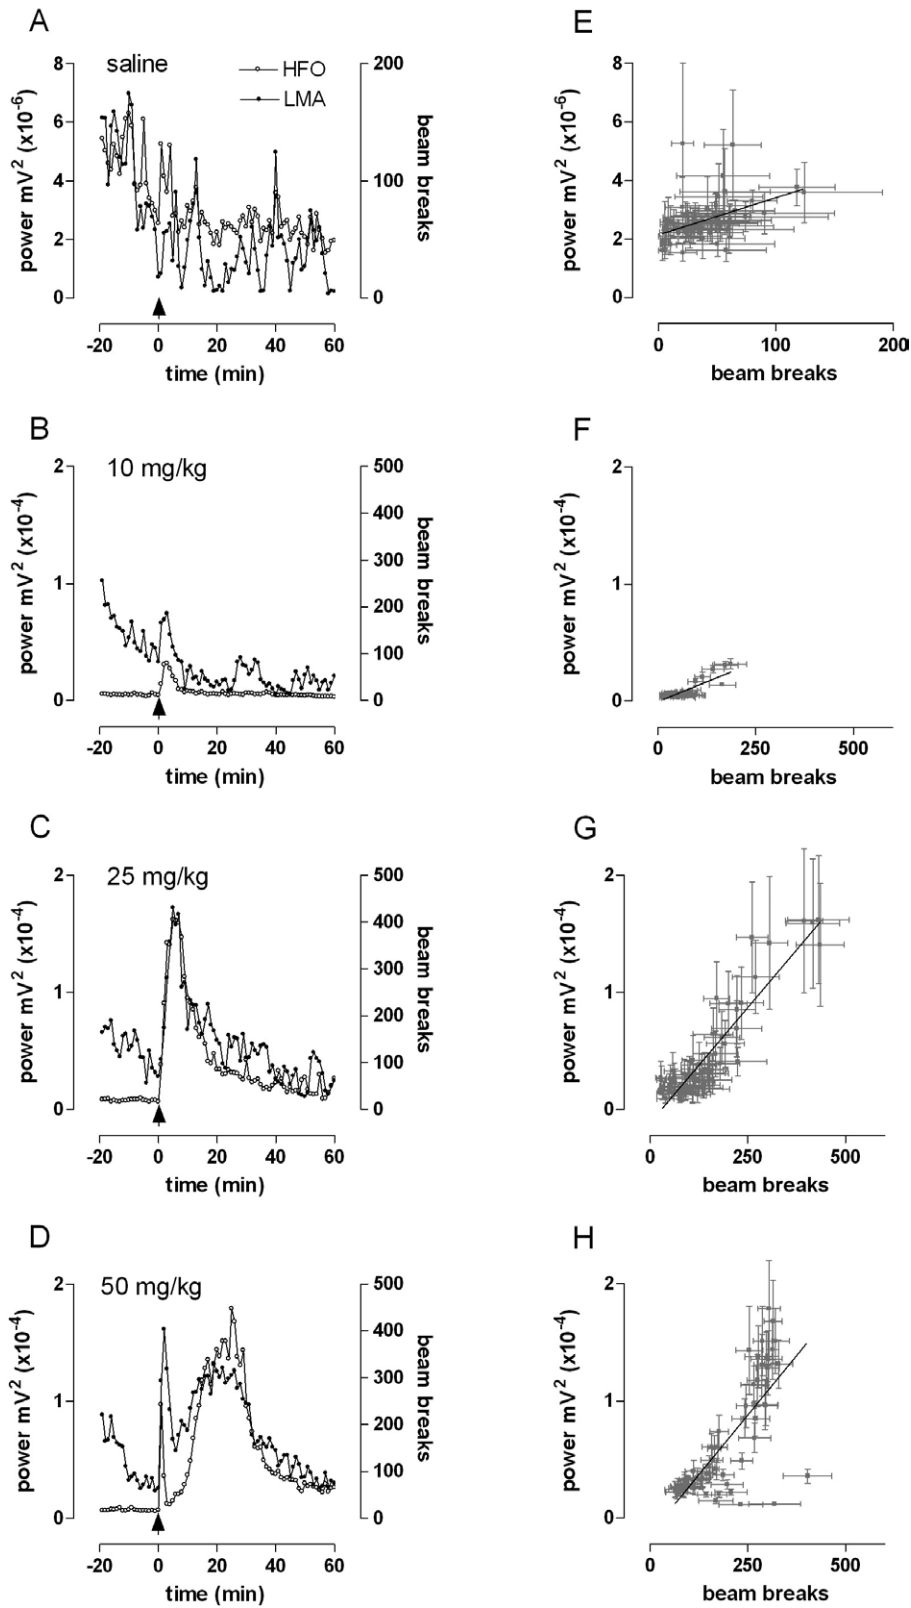 A
E
saline
HFO
LMA
8
6
4
2
0
power mV2 (x10-6)
200
100
0
beam breaks
-20 0 20 40 60
time (min)
8
6
4
2
0
power mV2 (x10-6)
0 100 200
beam breaks
B
F
10 mg/kg
2
1
0
power mV2 (x10-4)
500
400
300
200
100
0
beam breaks
-20 0 20 40 60
time (min)
2
1
0
power mV2 (x10-4)
0 250 500
beam breaks
C
G
25 mg/kg
2
1
0
power mV2 (x10-4)
500
400
300
200
100
0
beam breaks
-20 0 20 40 60
time (min)
2
1
0
power mV2 (x10-4)
0 250 500
beam breaks
D
H
50 mg/kg
2
1
0
power mV2 (x10-4)
500
400
300
200
100
0
beam breaks
-20 0 20 40 60
time (min)
2
1
0
power mV2 (x10-4)
0 250 500
beam breaks